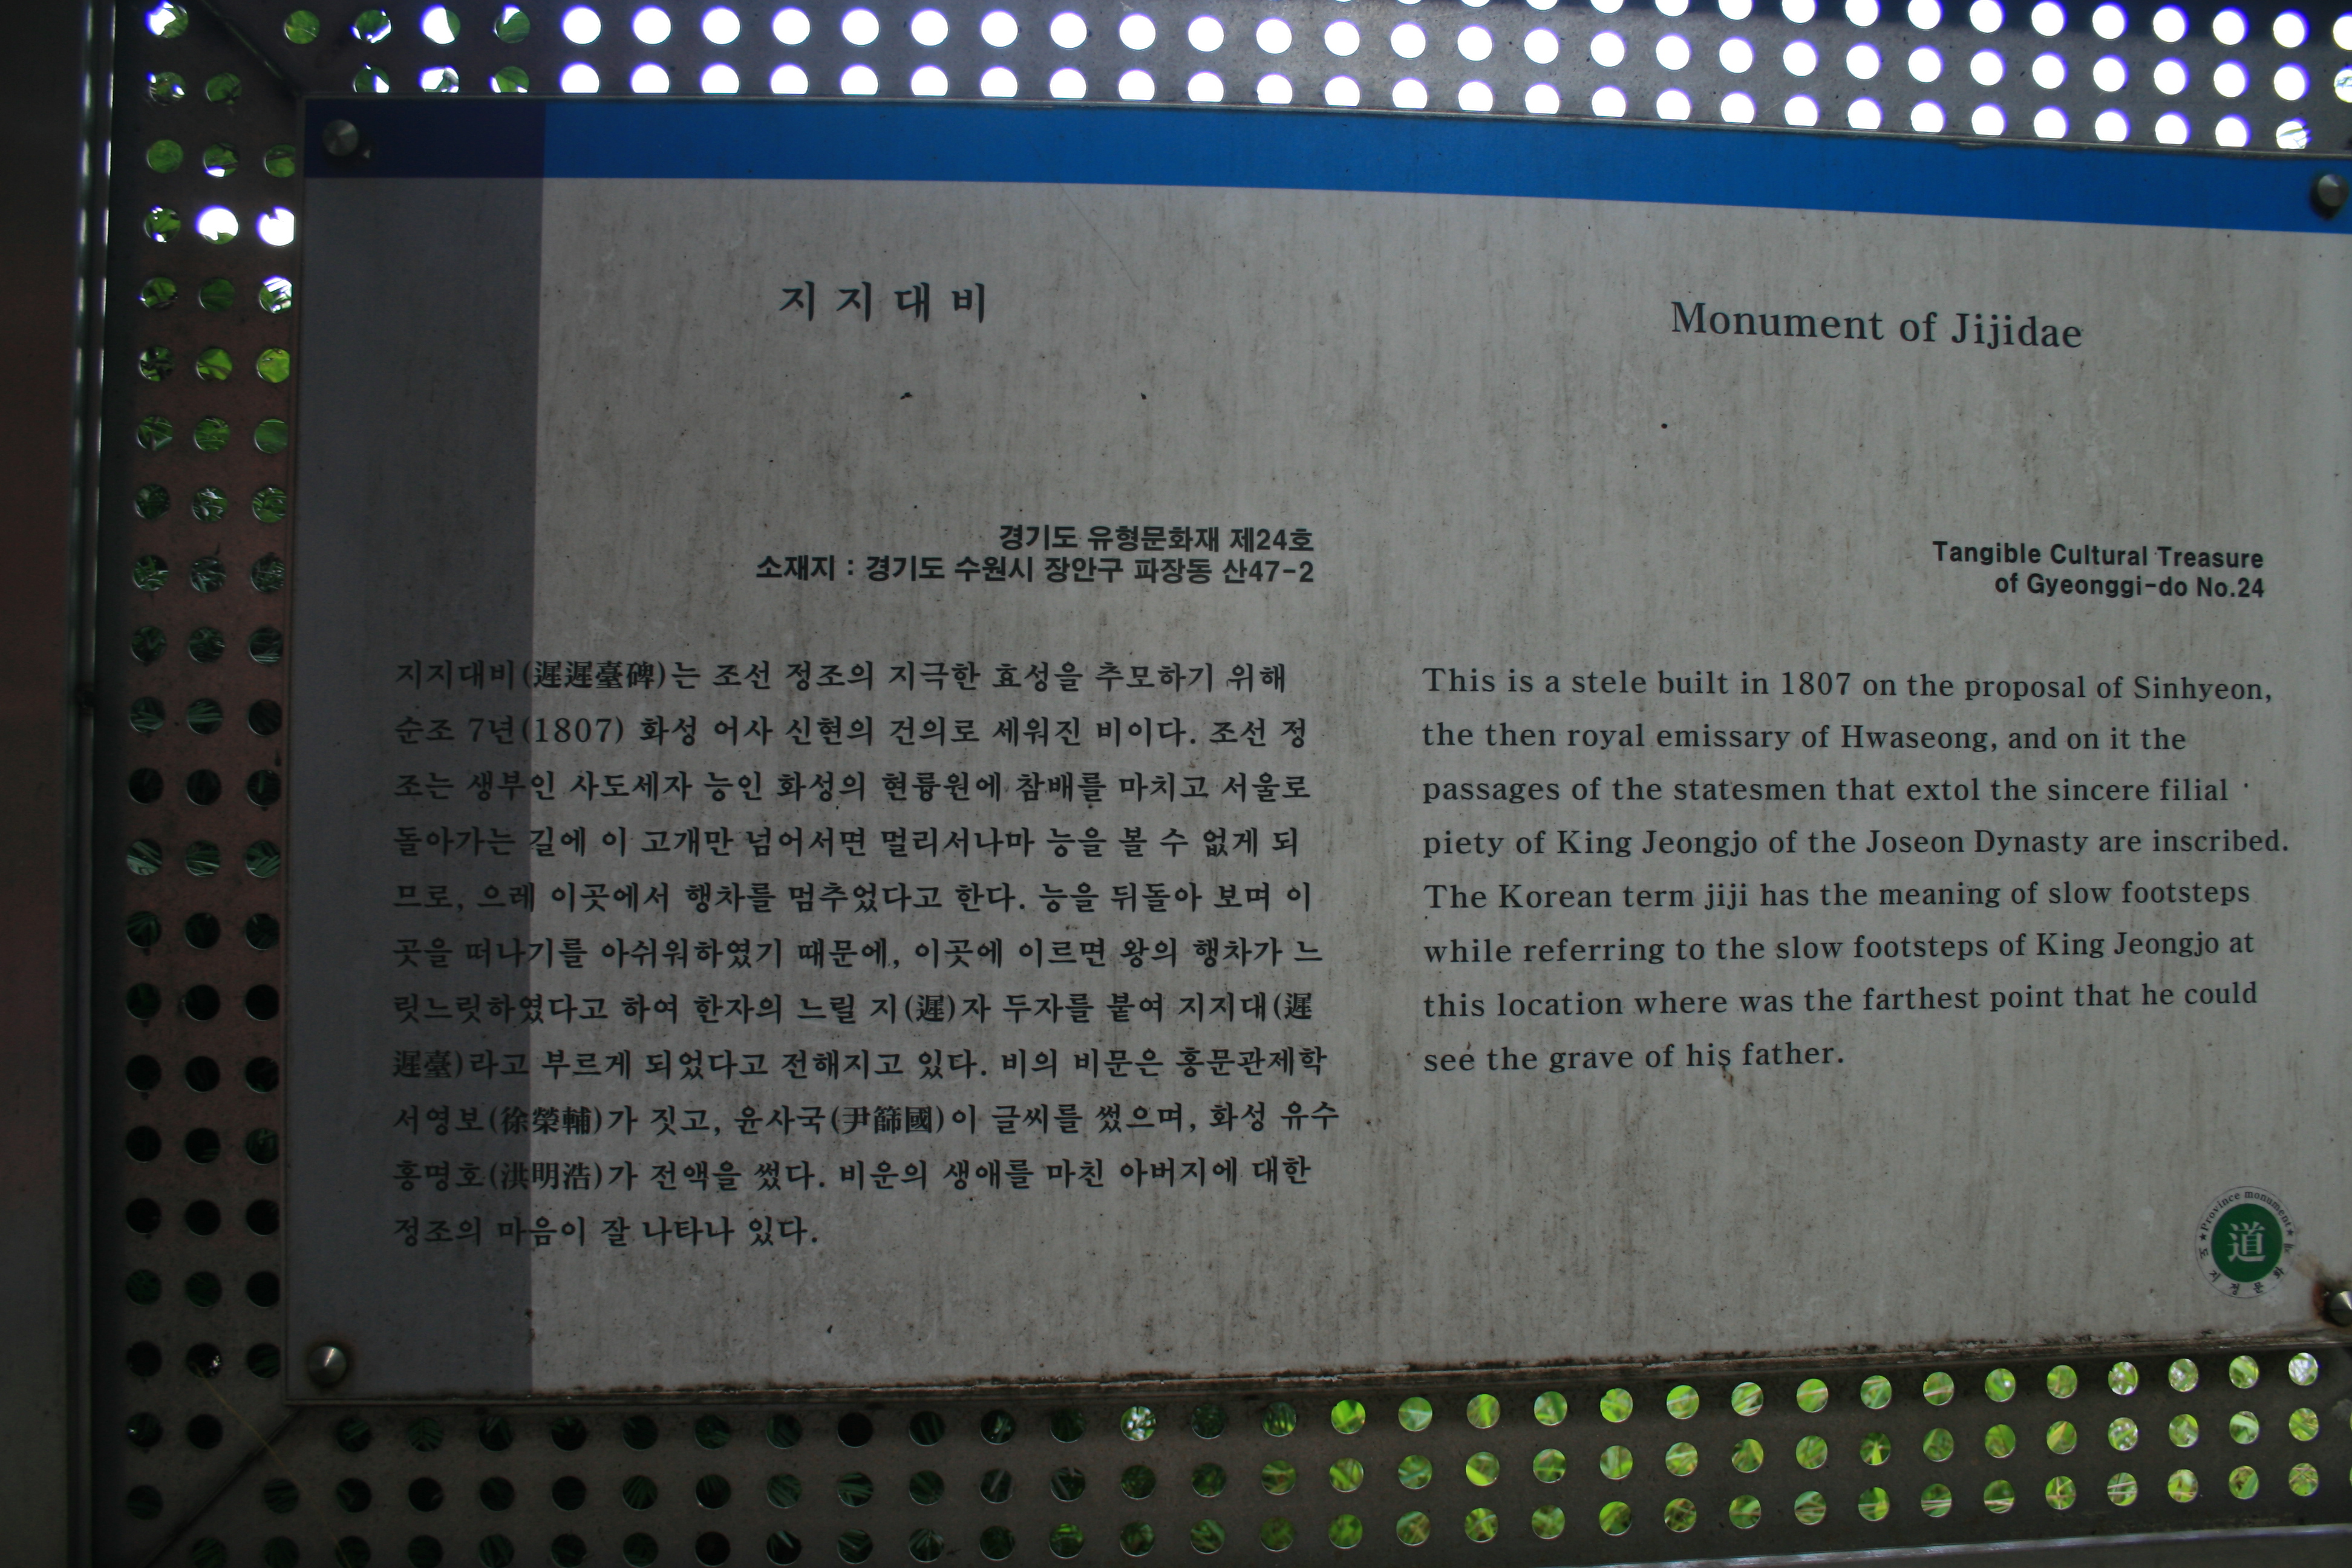 지지대비
경기도 유형문화재 제24호
소재지 : 경기도 수원시 장안구 파장동 산47-2
지지대비(遲遲臺碑)는 조선 정조의 지극한 효성을 추모하기 위해
순조 7년(1807) 화성 어사 신현의 건의로 세워진 비이다. 조선 정
조는 생부인 사도세자 능인 화성의 현륭원에 참배를 마치고 서울로
돌아가는 길에 이 고개만 넘어서면 멀리서나마 능을 볼 수 없게 되
므로, 으레 이곳에서 행차를 멈추었다고 한다. 능을 뒤돌아 보며 이
곳을 떠나기를 아쉬워하였기 때문에, 이곳에 이르면 왕의 행차가 느
릿느릿하였다고 하여 한자의 느릴 지(遲)자 두자를 붙여 지지대(遲
遲臺)라고 부르게 되었다고 전해지고 있다. 비의 비문은 홍문관제학
서영보(徐榮輔)가 짓고, 윤사국(尹篩國)이 글씨를 썼으며, 화성 유수
홍명호(洪明浩)가 전액을 썼다. 비운의 생애를 마친 아버지에 대한
정조의 마음이 잘 나타나 있다.
Monument of Jijidae
Tangible Cultural Treasure
of Gyeonggi-do No.24
This is a stele built in 1807 on the proposal of Sinhyeon,
the then royal emissary of Hwaseong, and on it the
passages of the statesmen that extol the sincere filial
piety of King Jeongjo of the Joseon Dynasty are inscribed.
The Korean term jiji has the meaning of slow footsteps
while referring to the slow footsteps of King Jeongjo at
this location where was the farthest point that he could
see the grave of his father.
★Province monument★
道
지정문화